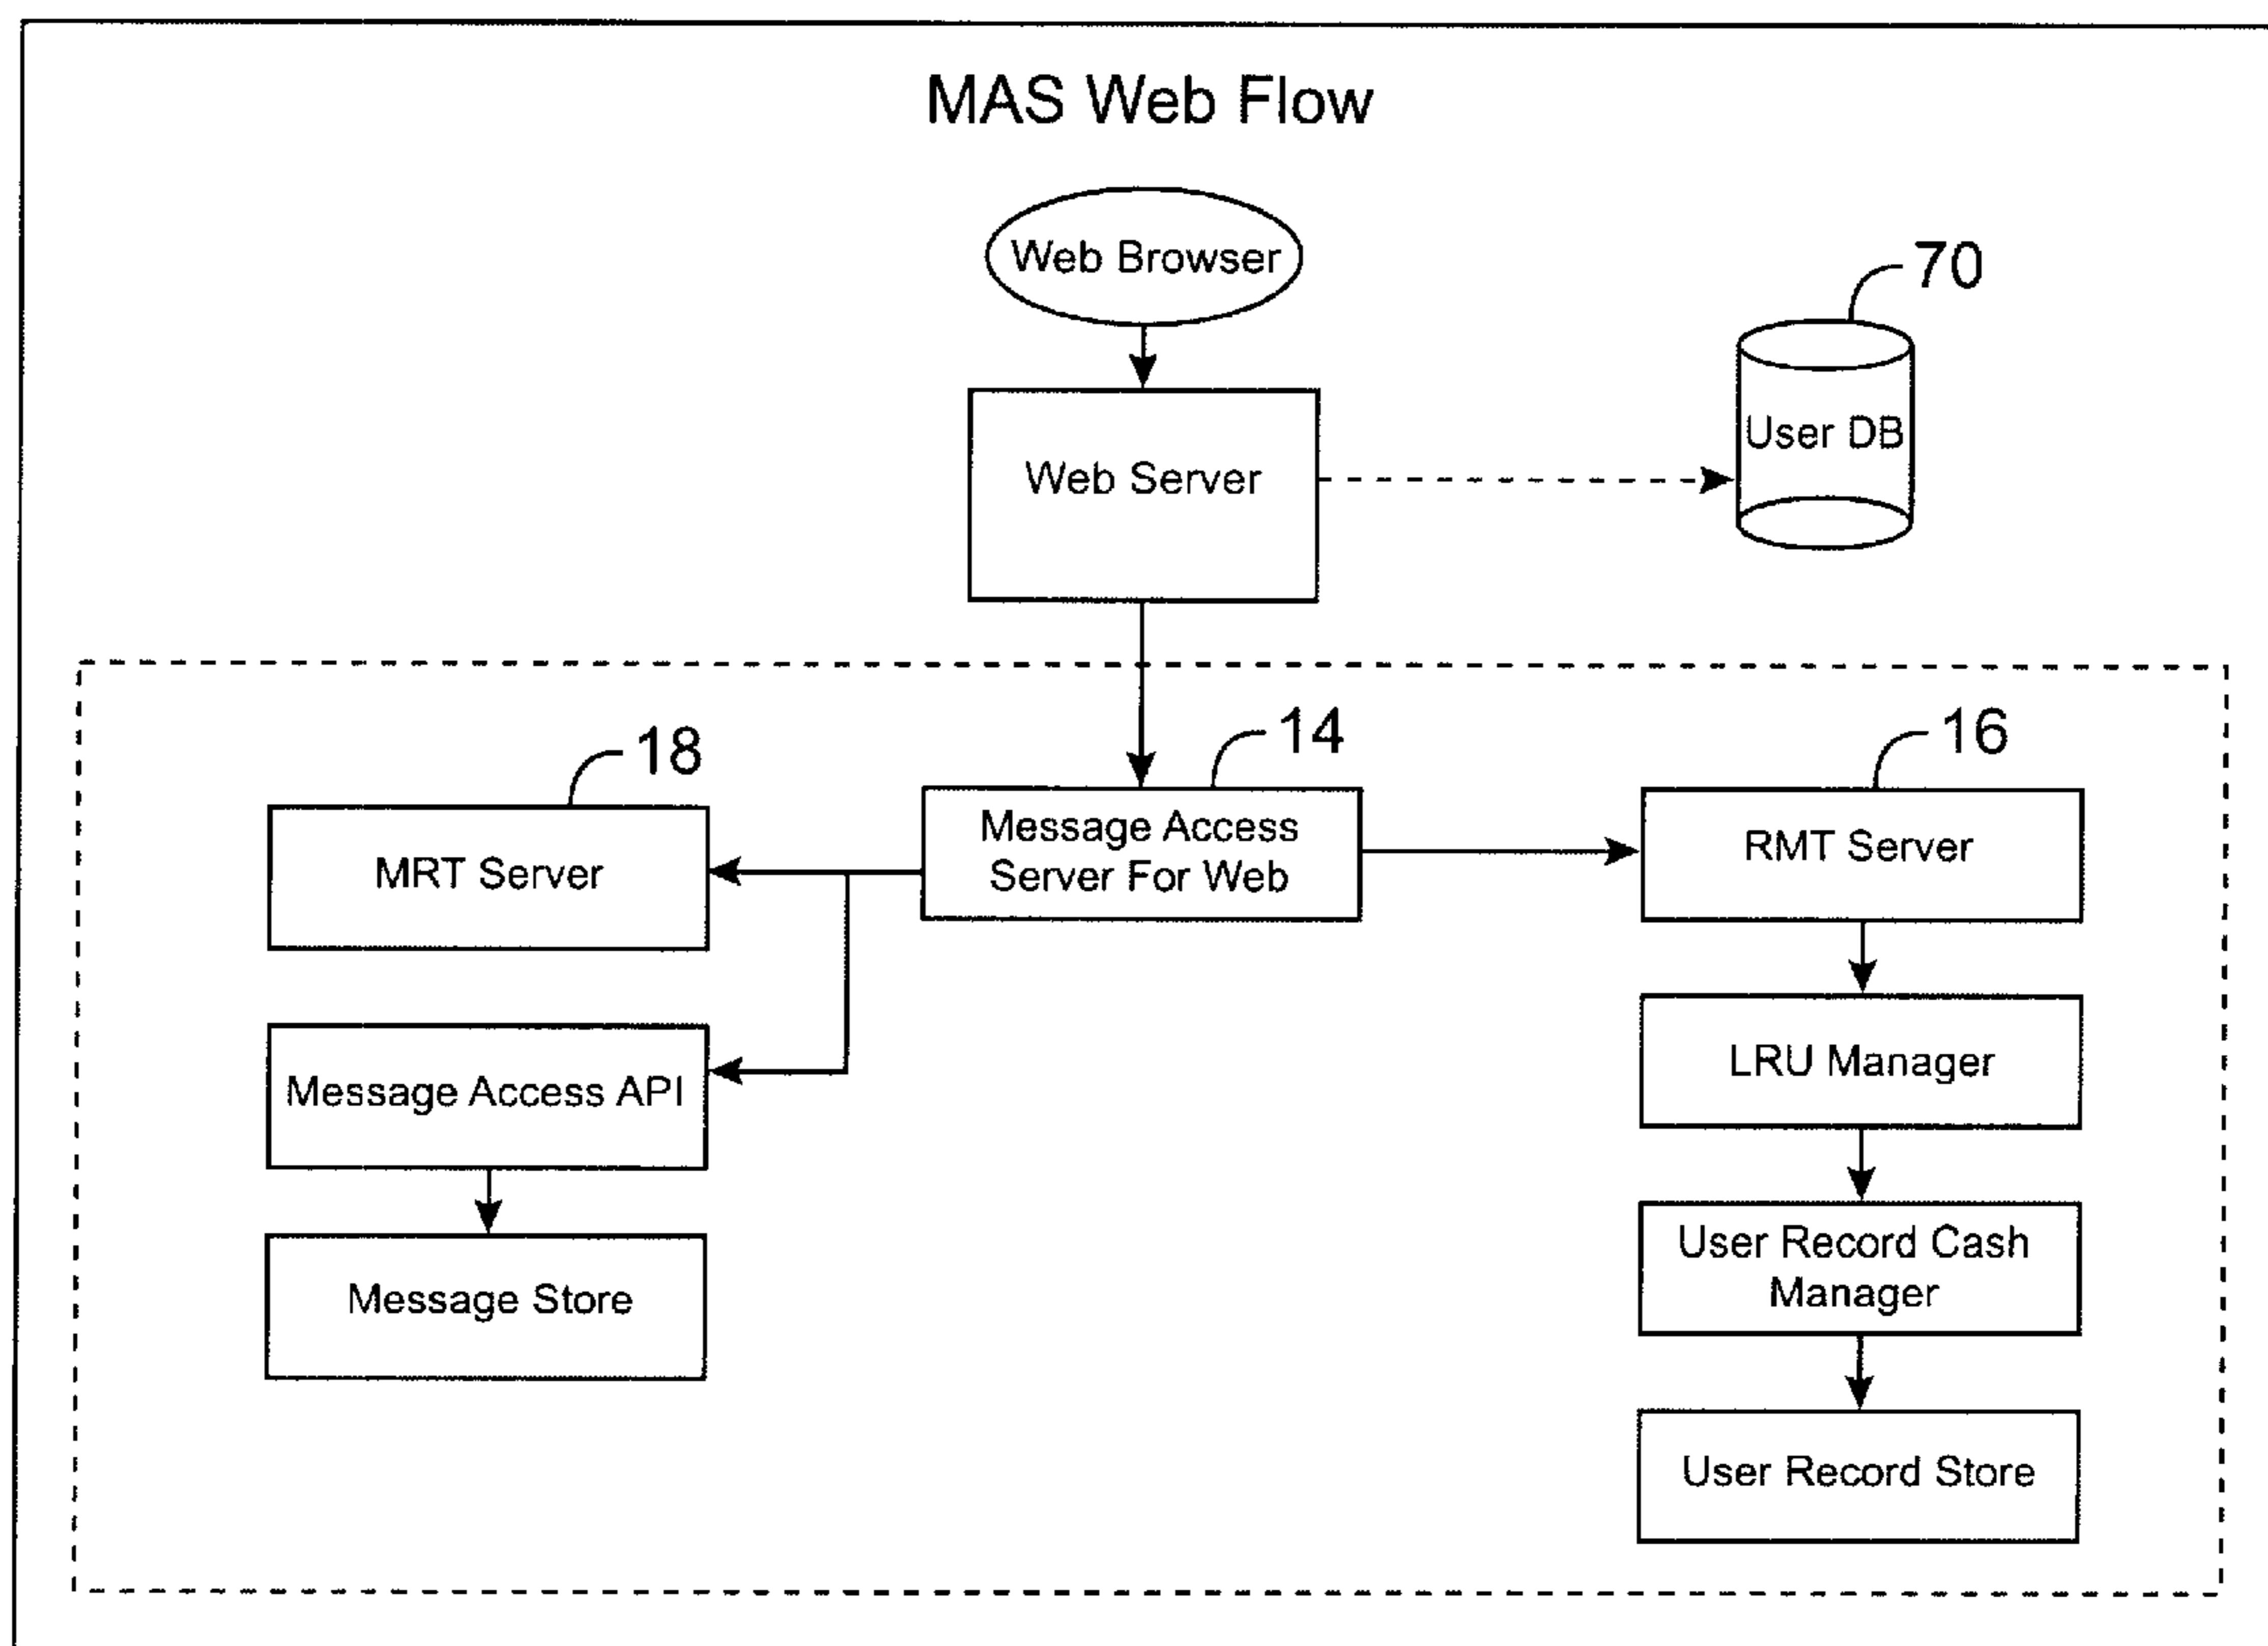 MAS Web Flow
Web Browser
70
User DB
Web Server
18
14
16
MRT Server
Message Access
Server For Web
RMT Server
Message Access API
LRU Manager
Message Store
User Record Cash
Manager
User Record Store